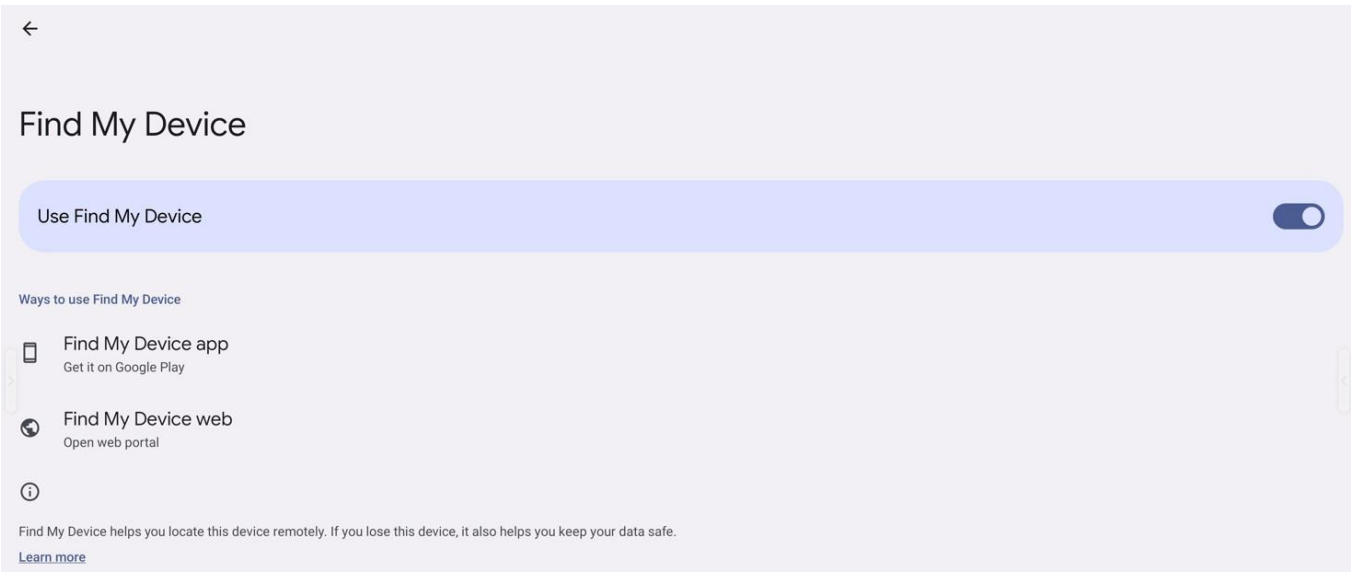 Find My Device
Use Find My Device
Ways to use Find My Device
Find My Device app
Get it on Google Play
Find My Device web
Open web portal
Find My Device helps you locate this device remotely. If you lose this device, it also helps you keep your data safe.
Learn more